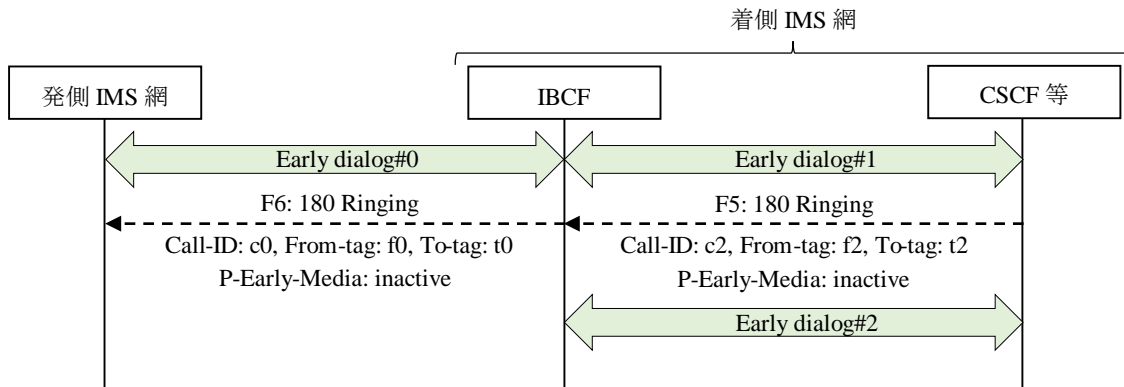 着側 IMS 網
発側 IMS 網
IBCF
CSCF 等
Early dialog#0
Early dialog#1
F6: 180 Ringing
F5: 180 Ringing
Call-ID: c0, From-tag: f0, To-tag: t0
Call-ID: c2, From-tag: f2, To-tag: t2
P-Early-Media: inactive
P-Early-Media: inactive
Early dialog#2